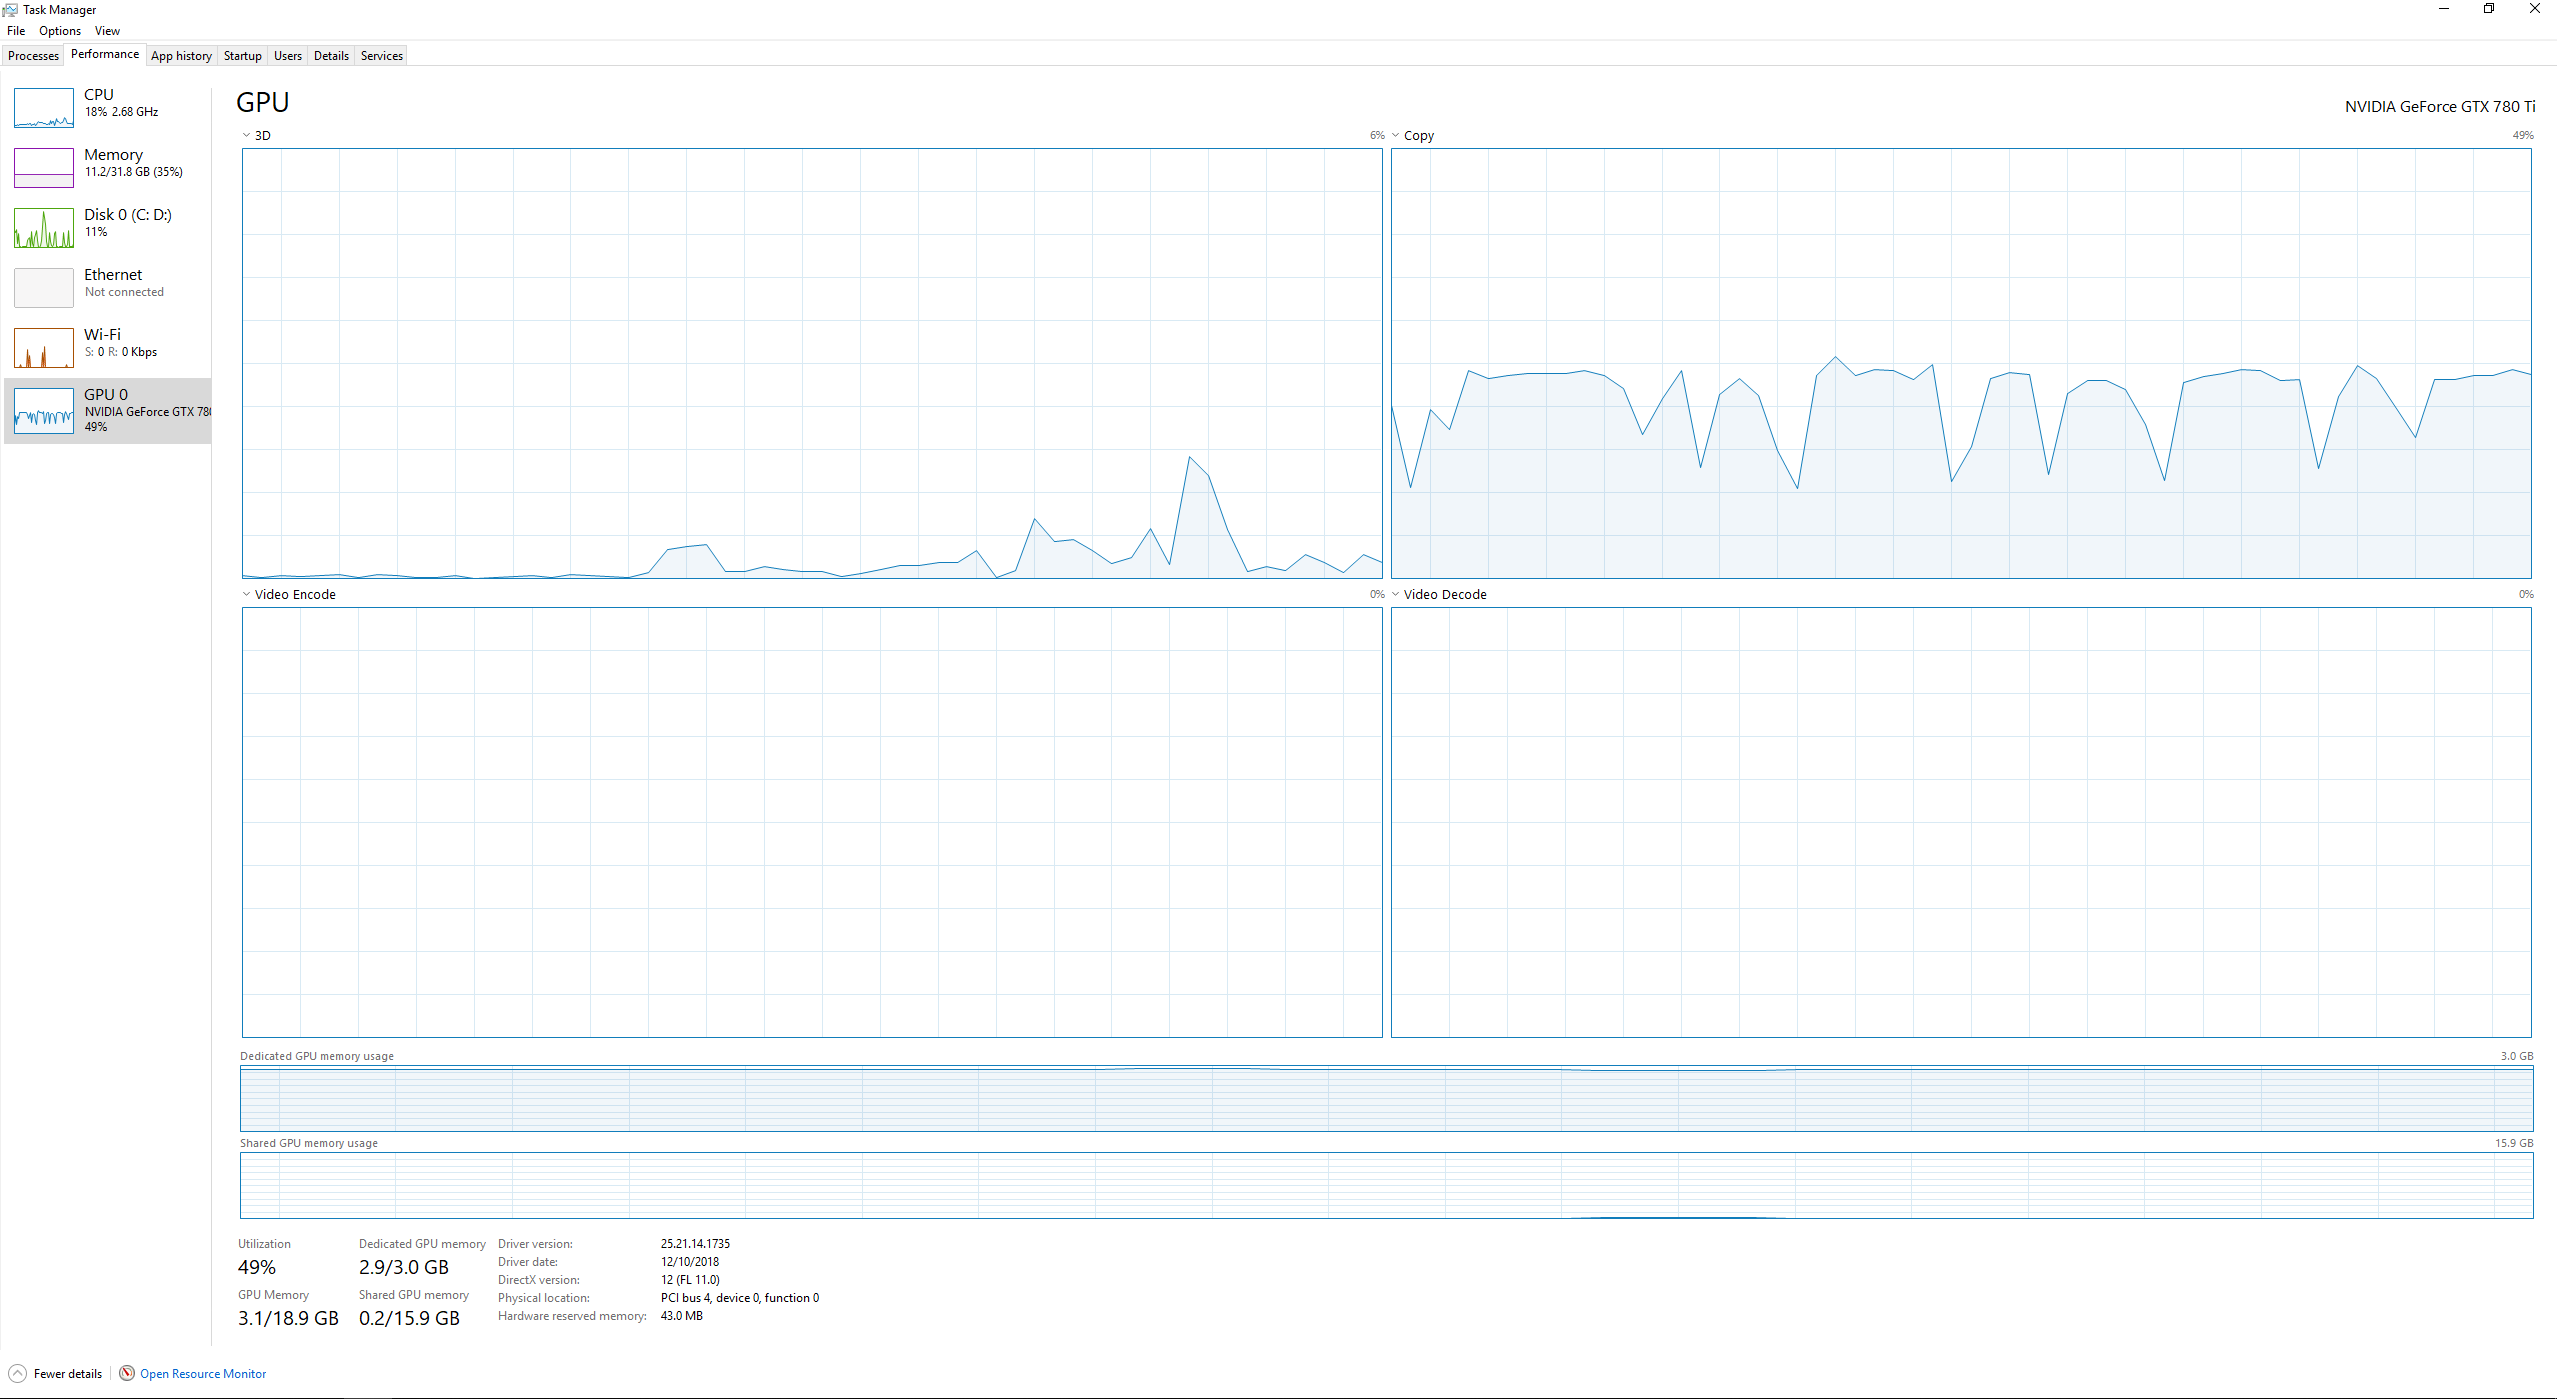 Task Manager
File Options View
Processes Performance App history Startup Users Details Services
CPU
18% 2.68 GHz
Memory
11.2/31.8 GB (35%)
Disk 0 (C: D:)
11%
Ethernet
Not connected
Wi-Fi
S: 0 R: 0 Kbps
GPU 0
NVIDIA GeForce GTX 780
49%
GPU
NVIDIA GeForce GTX 780 Ti
3D 6%
Copy 49%
Video Encode 0%
Video Decode 0%
Dedicated GPU memory usage 3.0 GB
Shared GPU memory usage 15.9 GB
Utilization
49%
Dedicated GPU memory
2.9/3.0 GB
GPU Memory
3.1/18.9 GB
Shared GPU memory
0.2/15.9 GB
Driver version: 25.21.14.1735
Driver date: 12/10/2018
DirectX version: 12 (FL 11.0)
Physical location: PCI bus 4, device 0, function 0
Hardware reserved memory: 43.0 MB
Fewer details Open Resource Monitor